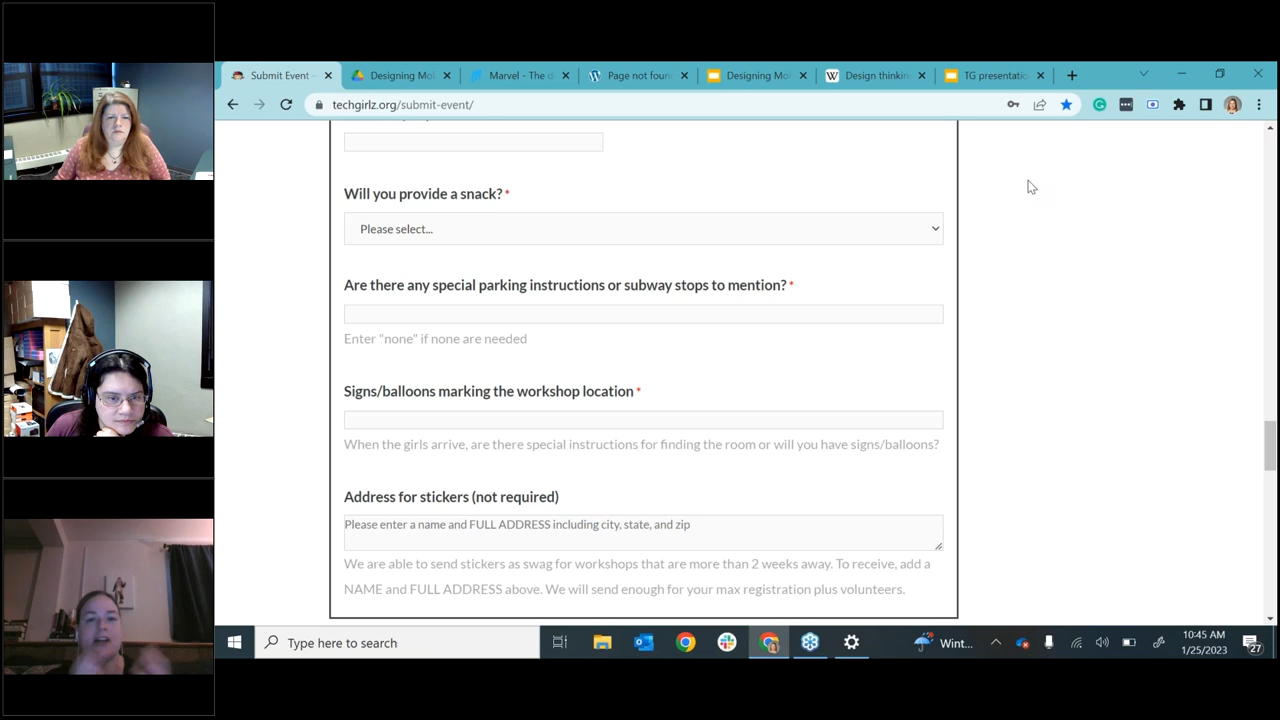 Submit Event -
Designing Mol
Marvel - The d
Page not foun
Designing Mol
Design thinkin
TG presentatio
techgirlz.org/submit-event/
Will you provide a snack? *
Please select...
Are there any special parking instructions or subway stops to mention? *
Enter "none" if none are needed
Signs/balloons marking the workshop location *
When the girls arrive, are there special instructions for finding the room or will you have signs/balloons?
Address for stickers (not required)
Please enter a name and FULL ADDRESS including city, state, and zip
We are able to send stickers as swag for workshops that are more than 2 weeks away. To receive, add a
NAME and FULL ADDRESS above. We will send enough for your max registration plus volunteers.
Type here to search
Wint...
10:45 AM
1/25/2023
27